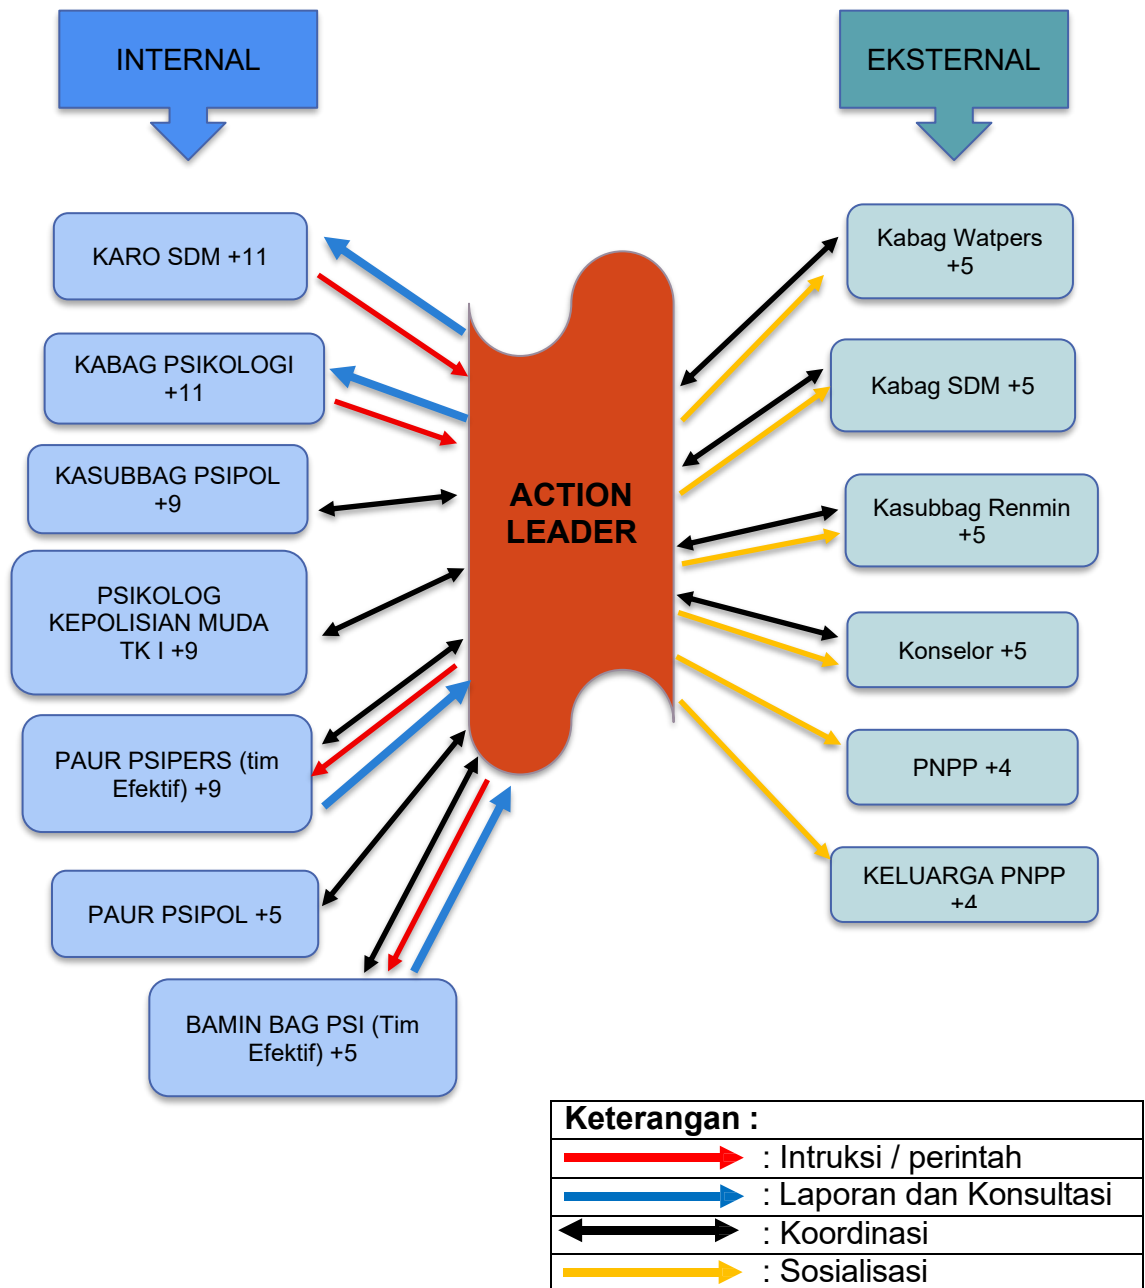 INTERNAL
EKSTERNAL
KARO SDM +11
KABAG PSIKOLOGI
+11
KASUBBAG PSIPOL
+9
PSIKOLOG
KEPOLISIAN MUDA
TK I +9
PAUR PSIPERS (tim
Efektif) +9
PAUR PSIPOL +5
BAMIN BAG PSI (Tim
Efektif) +5
ACTION
LEADER
Kabag Watpers
+5
Kabag SDM +5
Kasubbag Renmin
+5
Konselor +5
PNPP +4
KELUARGA PNPP
+4
Keterangan :
: Intruksi / perintah
: Laporan dan Konsultasi
: Koordinasi
: Sosialisasi